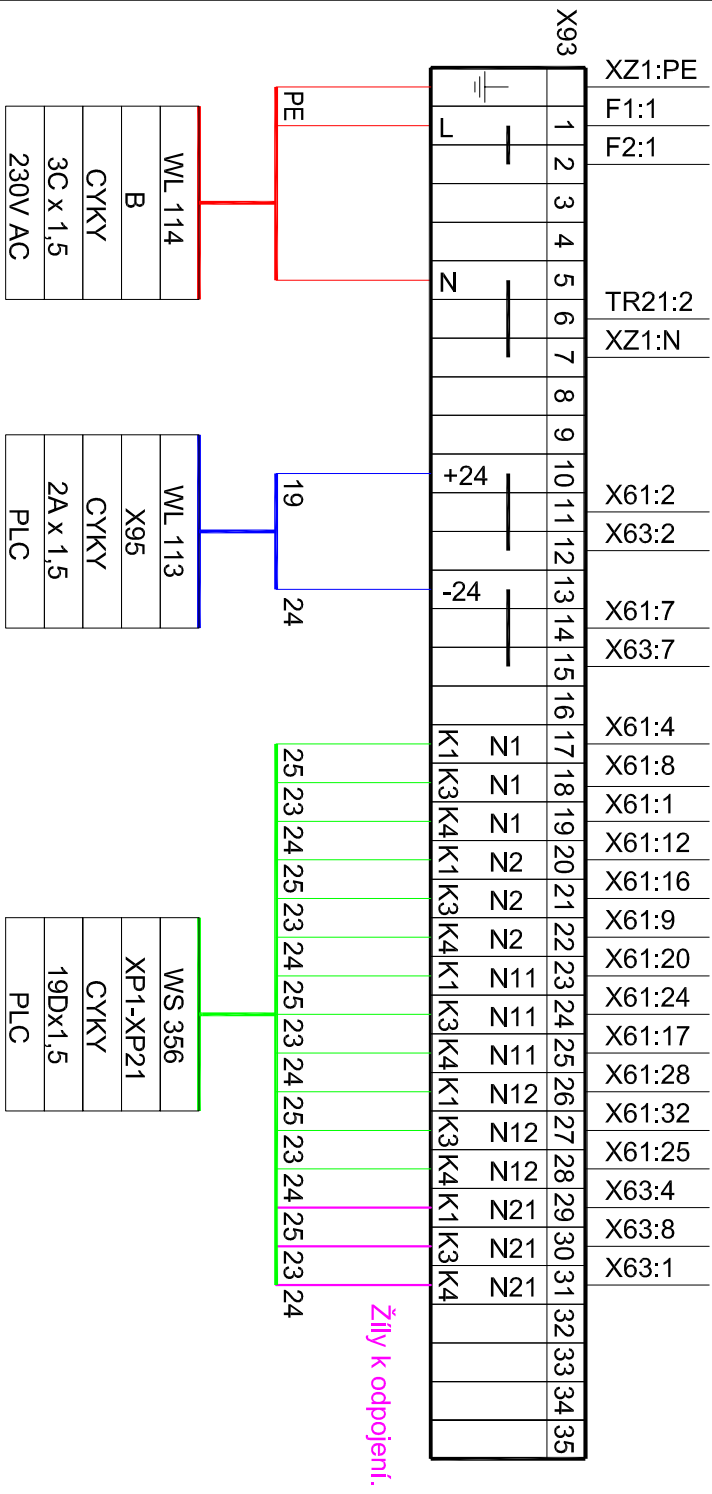 X93
XZ1:PE
F1:1
F2:1
TR21:2
XZ1:N
X61:2
X63:2
X61:7
X63:7
X61:4
X61:8
X61:1
X61:12
X61:16
X61:9
X61:20
X61:24
X61:17
X61:28
X61:32
X61:25
X63:4
X63:8
X63:1
1
L
2
3
4
5
N
6
7
8
9
10
+24
11
12
13
-24
14
15
16
17
N1
K1
18
N1
K3
19
N1
K4
20
N2
K1
21
N2
K3
22
N2
K4
23
N11
K1
24
N11
K3
25
N11
K4
26
N12
K1
27
N12
K3
28
N12
K4
29
N21
K1
30
N21
K3
31
N21
K4
32
33
34
35
PE
19
24
25
23
24
25
23
24
25
23
24
25
23
24
25
23
24
Žíly k odpojení.
WL 114
B
CYKY
3C x 1,5
230V AC
WL 113
X95
CYKY
2A x 1,5
PLC
WS 356
XP1-XP21
CYKY
19Dx1,5
PLC